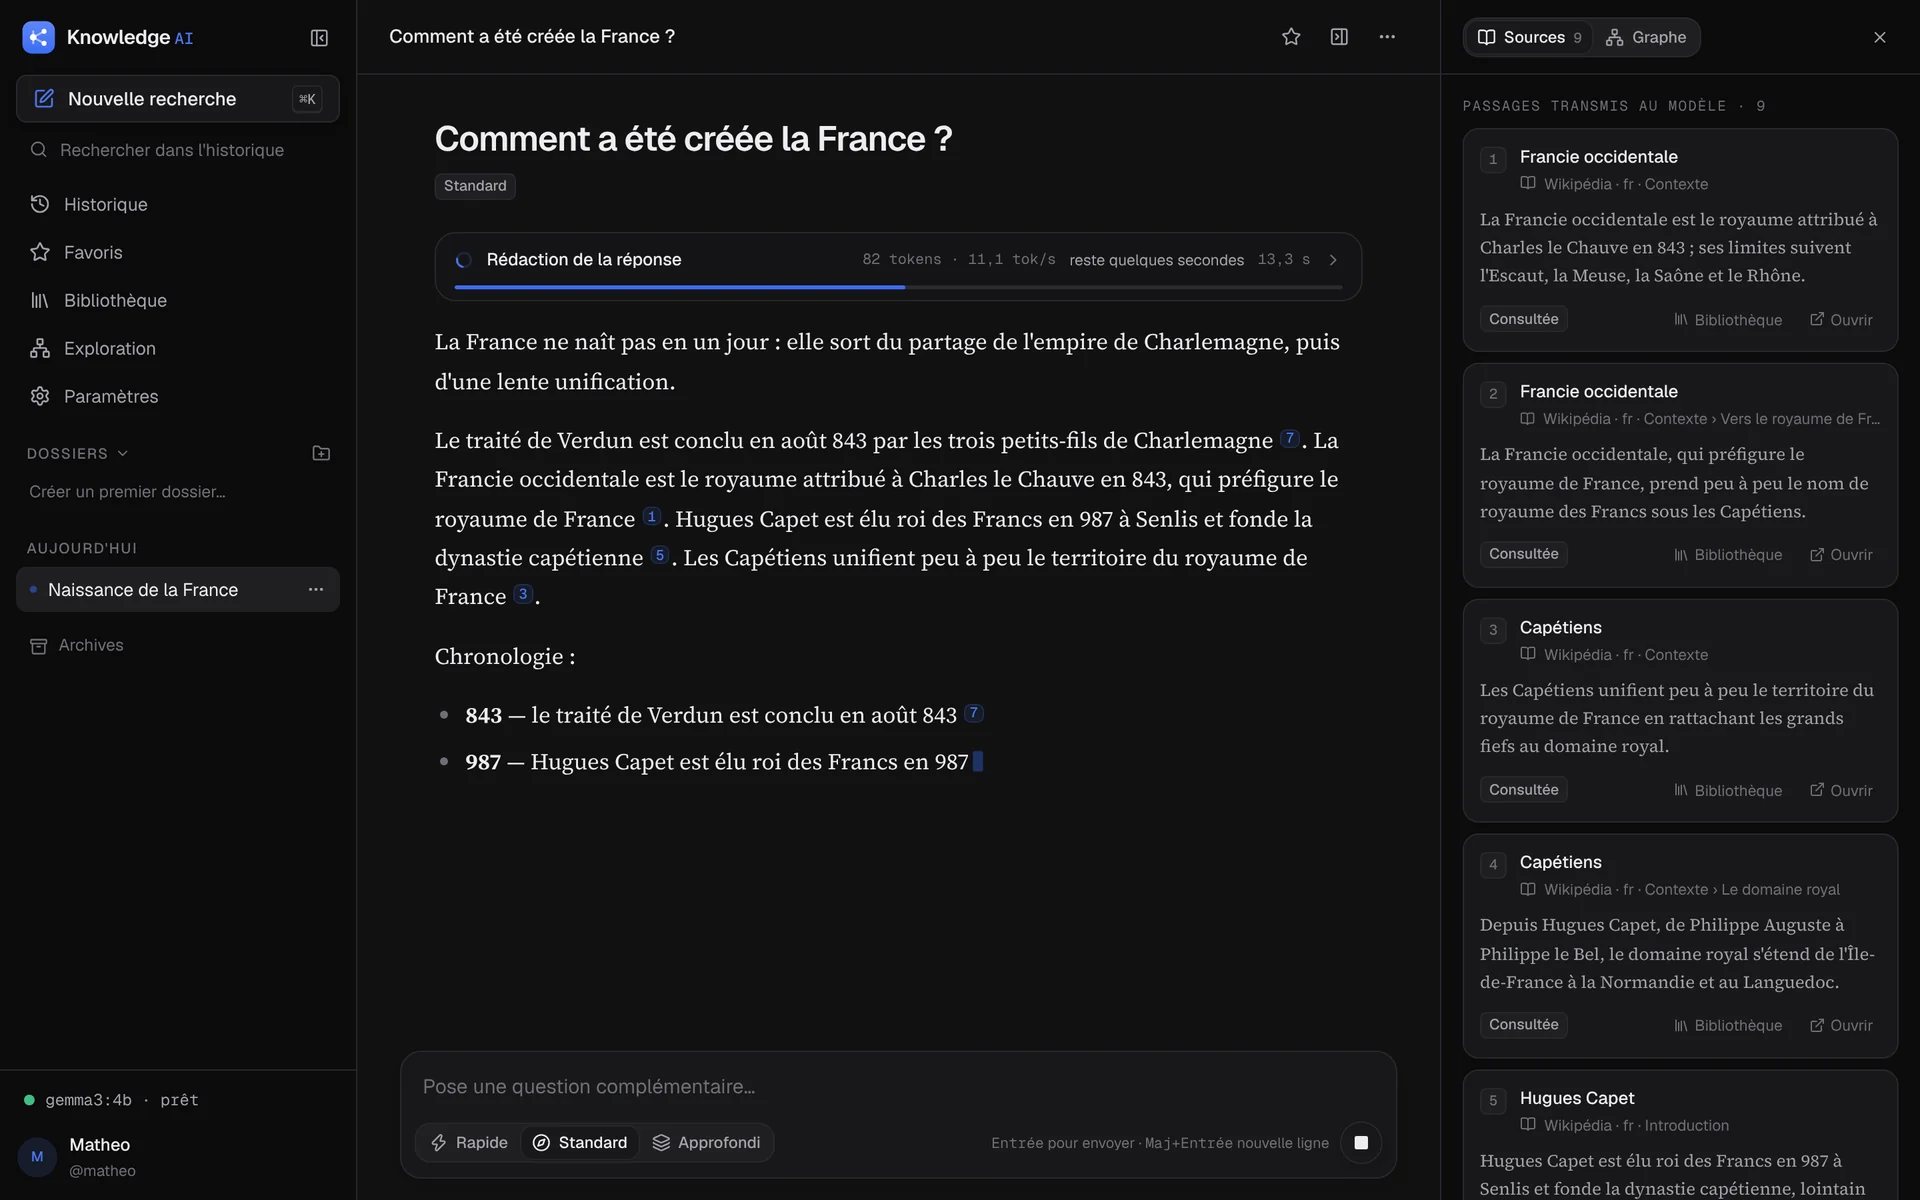 Knowledge AI
Nouvelle recherche
⌘K
Rechercher dans l'historique
Historique
Favoris
Bibliothèque
Exploration
Paramètres
DOSSIERS
Créer un premier dossier...
AUJOURD'HUI
Naissance de la France
Archives
gemma3:4b · prêt
M
Matheo
@matheo
Comment a été créée la France ?
Comment a été créée la France ?
Standard
Rédaction de la réponse
82 tokens · 11,1 tok/s reste quelques secondes 13,3 s
La France ne naît pas en un jour : elle sort du partage de l'empire de Charlemagne, puis
d'une lente unification.
Le traité de Verdun est conclu en août 843 par les trois petits-fils de Charlemagne 7. La
Francie occidentale est le royaume attribué à Charles le Chauve en 843, qui préfigure le
royaume de France 1. Hugues Capet est élu roi des Francs en 987 à Senlis et fonde la
dynastie capétienne 5. Les Capétiens unifient peu à peu le territoire du royaume de
France 3.
Chronologie :
• 843 — le traité de Verdun est conclu en août 843 7
• 987 — Hugues Capet est élu roi des Francs en 987
Pose une question complémentaire...
Rapide
Standard
Approfondi
Entrée pour envoyer · Maj+Entrée nouvelle ligne
Sources 9
Graphe
PASSAGES TRANSMIS AU MODÈLE · 9
1
Francie occidentale
Wikipédia · fr · Contexte
La Francie occidentale est le royaume attribué à
Charles le Chauve en 843 ; ses limites suivent
l'Escaut, la Meuse, la Saône et le Rhône.
Consultée
Bibliothèque
Ouvrir
2
Francie occidentale
Wikipédia · fr · Contexte › Vers le royaume de Fr...
La Francie occidentale, qui préfigure le
royaume de France, prend peu à peu le nom de
royaume des Francs sous les Capétiens.
Consultée
Bibliothèque
Ouvrir
3
Capétiens
Wikipédia · fr · Contexte
Les Capétiens unifient peu à peu le territoire du
royaume de France en rattachant les grands
fiefs au domaine royal.
Consultée
Bibliothèque
Ouvrir
4
Capétiens
Wikipédia · fr · Contexte › Le domaine royal
Depuis Hugues Capet, de Philippe Auguste à
Philippe le Bel, le domaine royal s'étend de l'Île-
de-France à la Normandie et au Languedoc.
Consultée
Bibliothèque
Ouvrir
5
Hugues Capet
Wikipédia · fr · Introduction
Hugues Capet est élu roi des Francs en 987 à
Senlis et fonde la dynastie capétienne, lointain